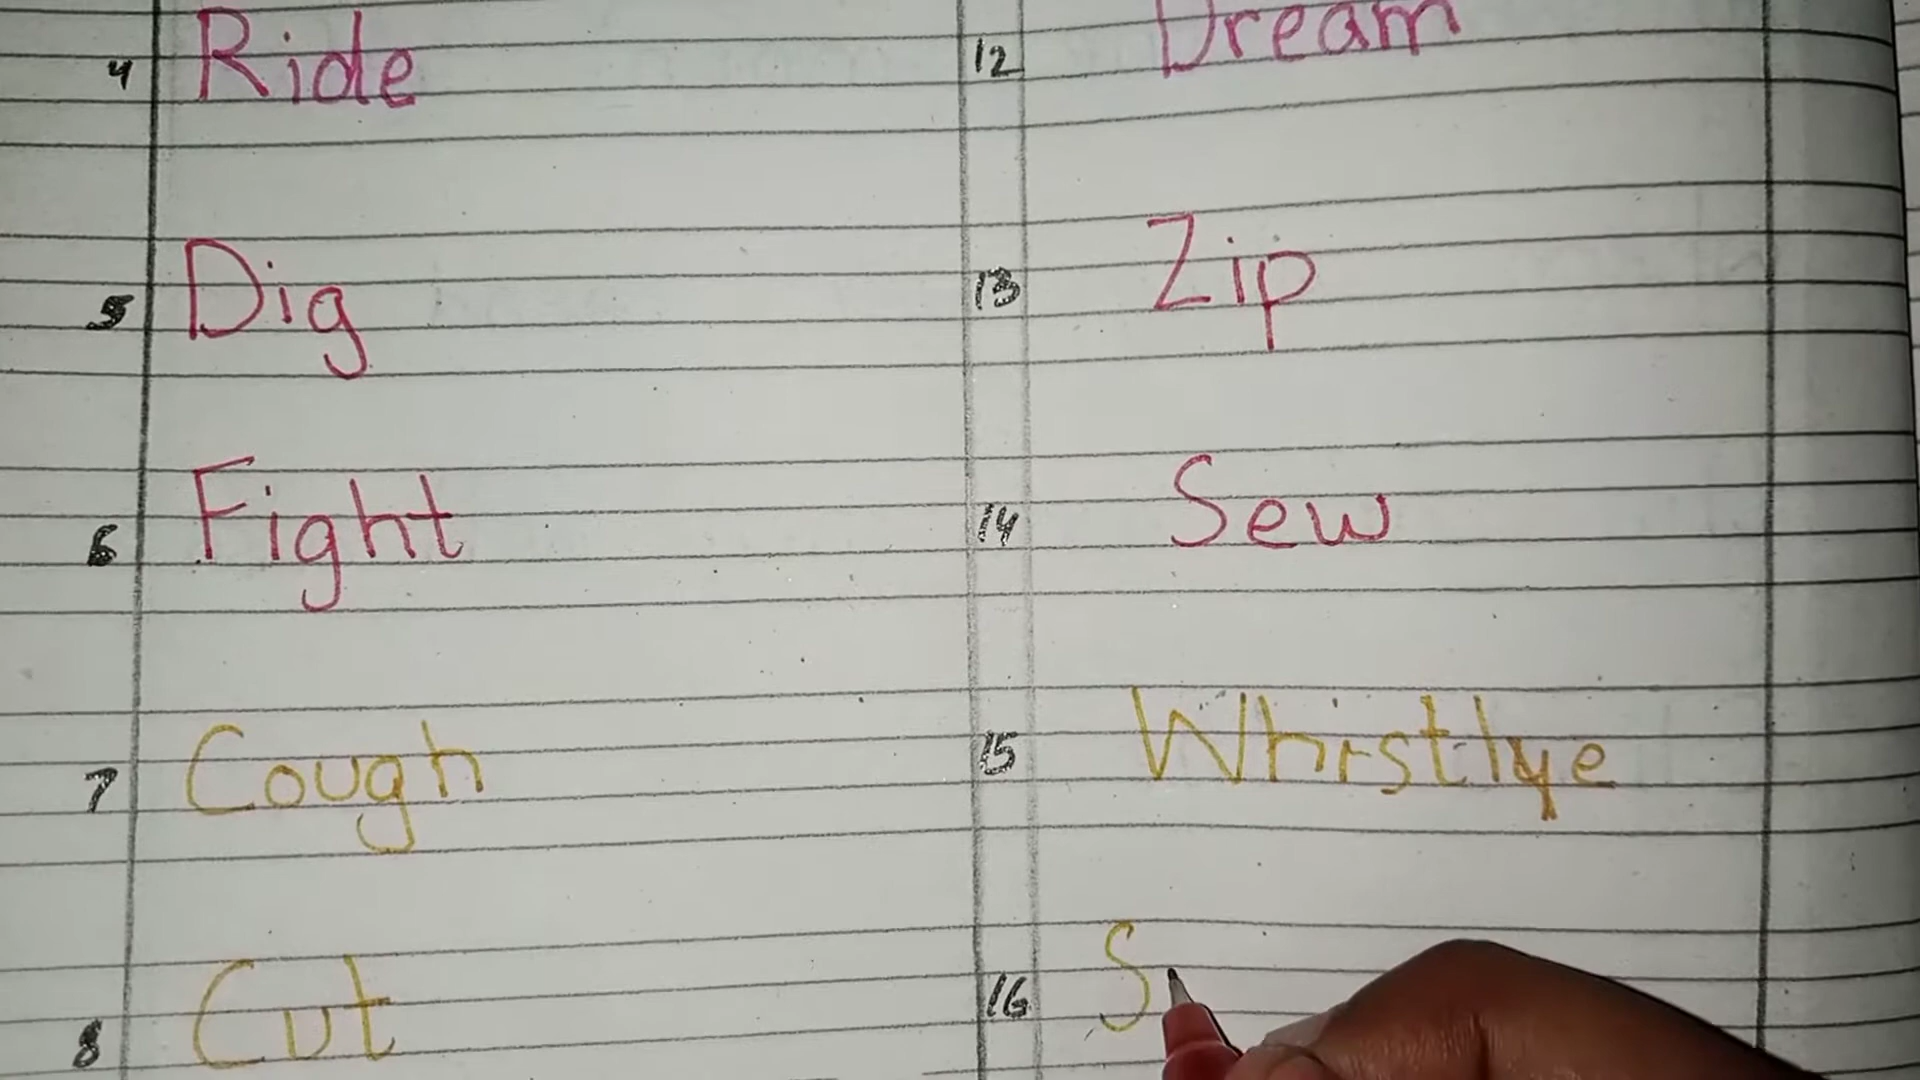 4 Ride
12 Dream
5 Dig
13 Zip
6 Fight
14 Sew
7 Cough
15 Whistlye
8 Cut
16 S